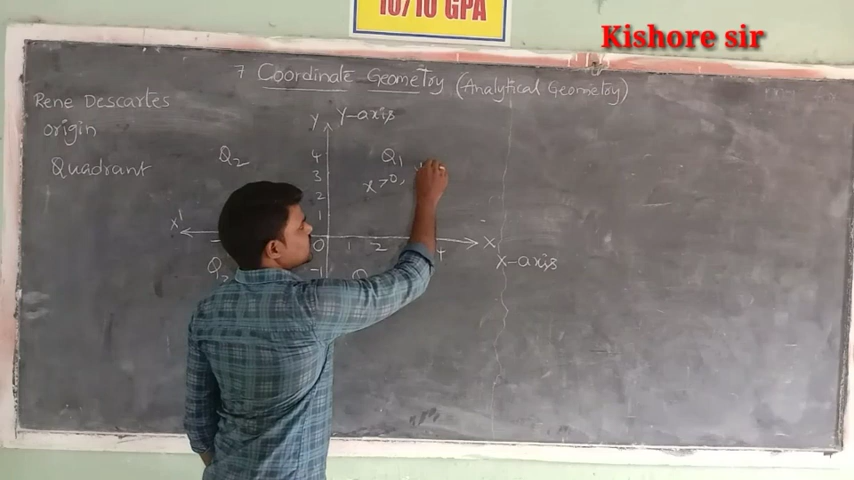 10/10 GPA
Kishore sir
7 Coordinate Geometry (Analytical Geometry)
Rene Descartes
origin
Quadrant
Y Y-axis
Q2
4
Q1
3
x >0,
2
1
X'
0 1 2 4 X
X-axis
-1